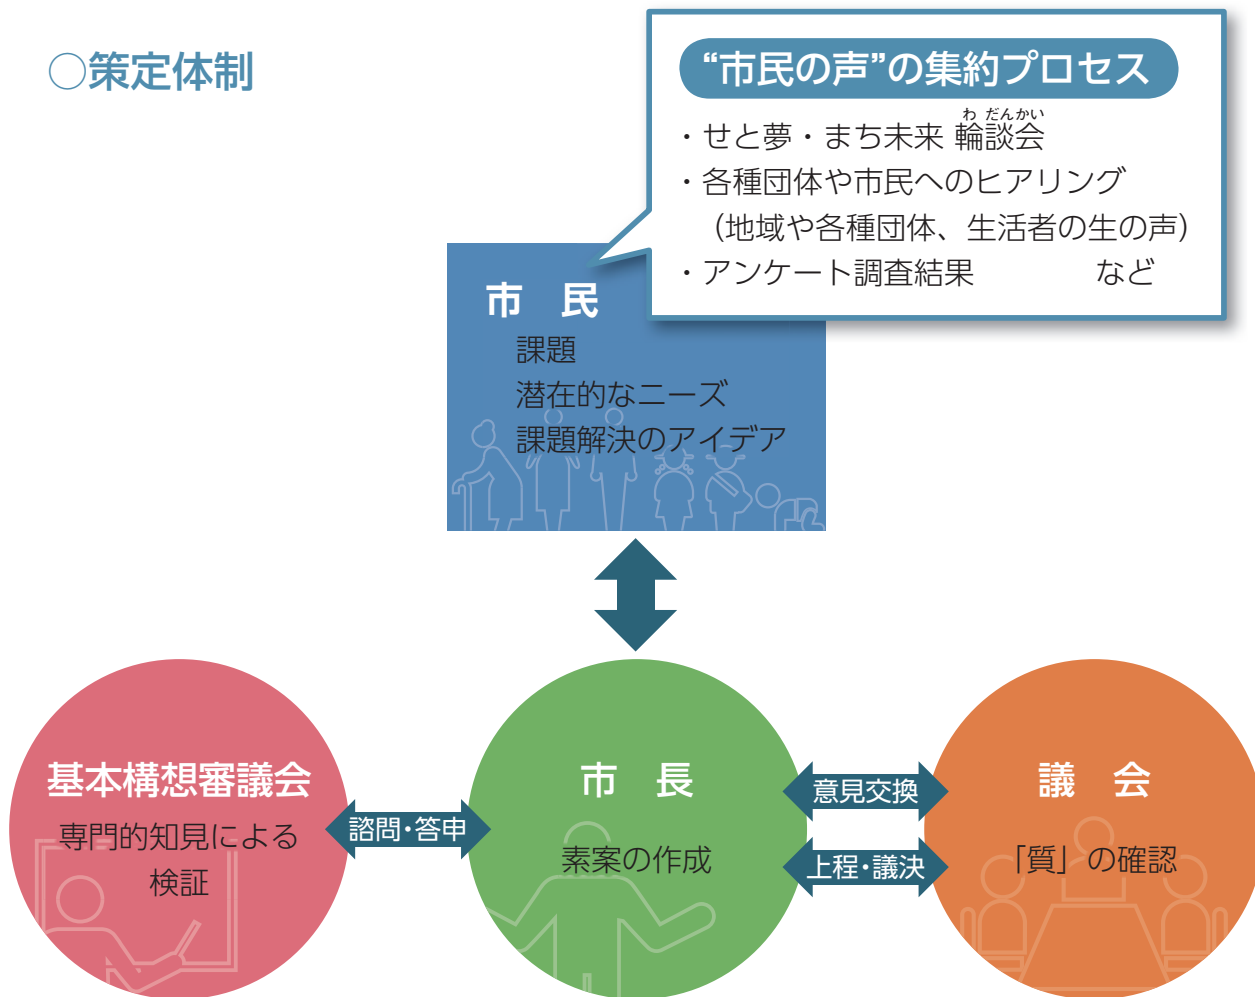 ○策定体制
“市民の声”の集約プロセス
わ だんかい
・せと夢・まち未来 輪談会
・各種団体や市民へのヒアリング
（地域や各種団体、生活者の生の声）
・アンケート調査結果　　　　など
市　民
課題
潜在的なニーズ
課題解決のアイデア
基本構想審議会
専門的知見による
検証
諮問・答申
市　長
素案の作成
意見交換
上程・議決
議　会
「質」の確認